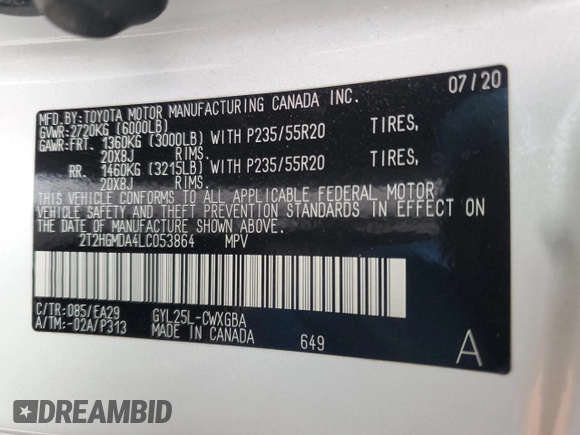 MFD.BY:TOYOTA MOTOR MANUFACTURING CANADA INC. 07/20
GVWR:2720KG (6000LB)
GAWR:FRT. 1360KG (3000LB) WITH P235/55R20 TIRES,
20X8J RIMS.
RR. 1460KG (3215LB) WITH P235/55R20 TIRES,
20X8J RIMS.
THIS VEHICLE CONFORMS TO ALL APPLICABLE FEDERAL MOTOR
VEHICLE SAFETY AND THEFT PREVENTION STANDARDS IN EFFECT ON
THE DATE OF MANUFACTURE SHOWN ABOVE.
2T2HGMDA4LC053864 MPV
C/TR:085/EA29 GYL25L-CWXGBA
A/TM:-02A/P313 MADE IN CANADA 649 A
DREAMBID